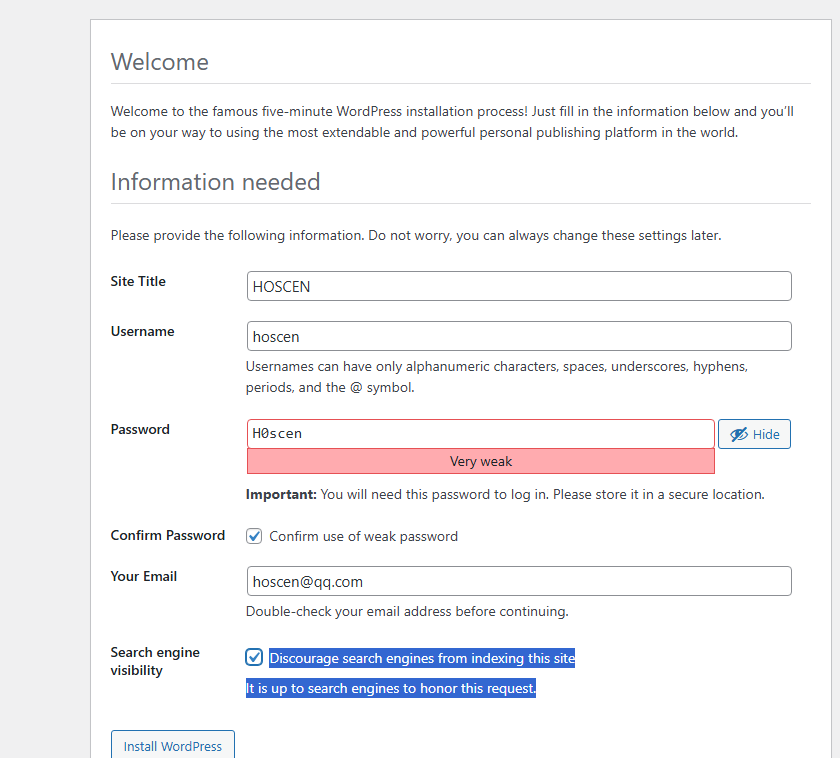 Welcome
Welcome to the famous five-minute WordPress installation process! Just fill in the information below and you’ll
be on your way to using the most extendable and powerful personal publishing platform in the world.
Information needed
Please provide the following information. Do not worry, you can always change these settings later.
Site Title
HOSCEN
Username
hoscen
Usernames can have only alphanumeric characters, spaces, underscores, hyphens,
periods, and the @ symbol.
Password
H0scen
Hide
Very weak
Important: You will need this password to log in. Please store it in a secure location.
Confirm Password
Confirm use of weak password
Your Email
hoscen@qq.com
Double-check your email address before continuing.
Search engine
visibility
Discourage search engines from indexing this site
It is up to search engines to honor this request.
Install WordPress